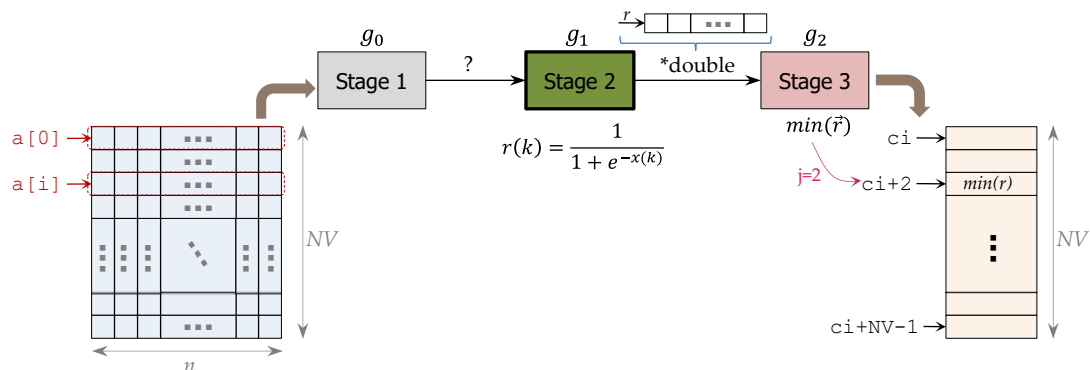 r
g₀
g₁
g₂
Stage 1
?
Stage 2
*double
Stage 3
a[0]
a[i]
r(k) = 1 / (1 + e^{-x(k)})
min(r⃗)
j=2
ci
ci+2
min(r)
NV
NV
ci+NV-1
n